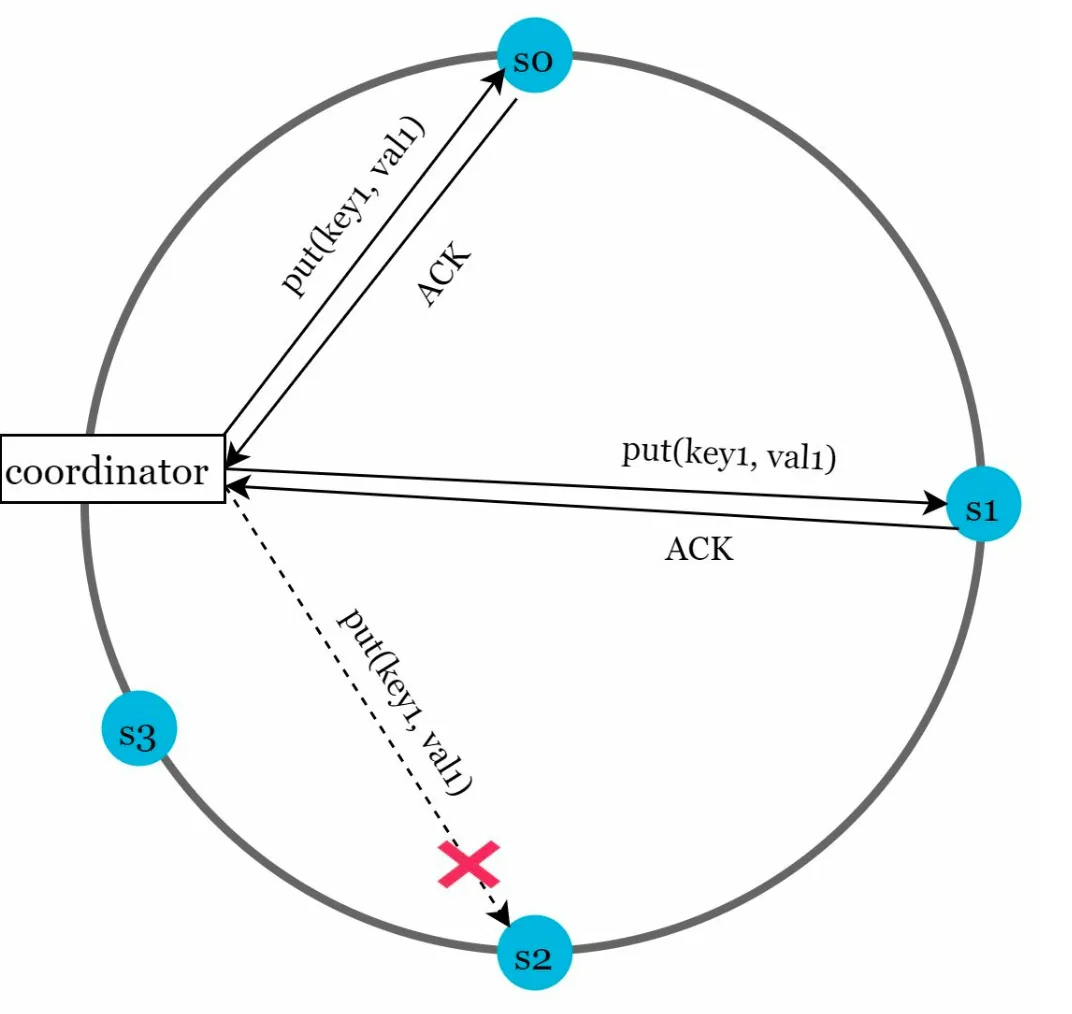 s0
put(key1, val1)
ACK
put(key1, val1)
coordinator
s1
ACK
put(key1, val1)
s3
s2